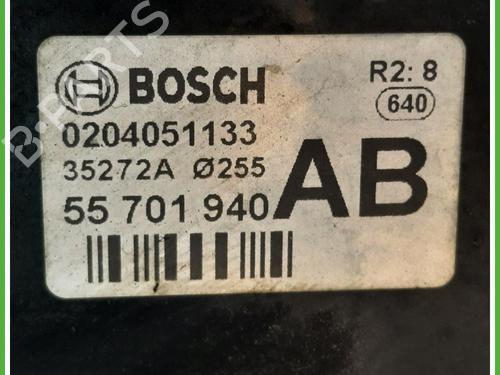 BOSCH
R2: 8
640
0204051133
35272A Ø255
55 701 940
AB
B-PARTS